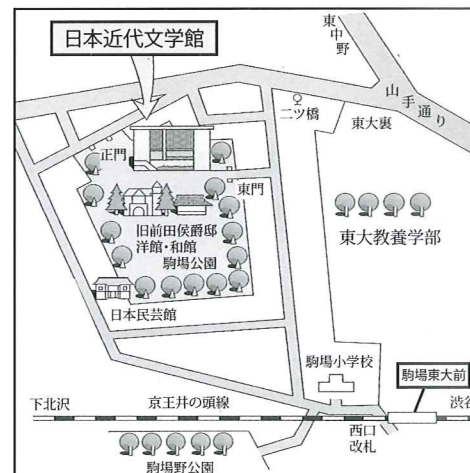 日本近代文学館
東中野
山手通り
二ツ橋
東大裏
正門
東門
東大教養学部
旧前田侯爵邸
洋館・和館
駒場公園
日本民芸館
駒場小学校
駒場東大前
下北沢
京王井の頭線
渋谷
西口
改札
駒場野公園